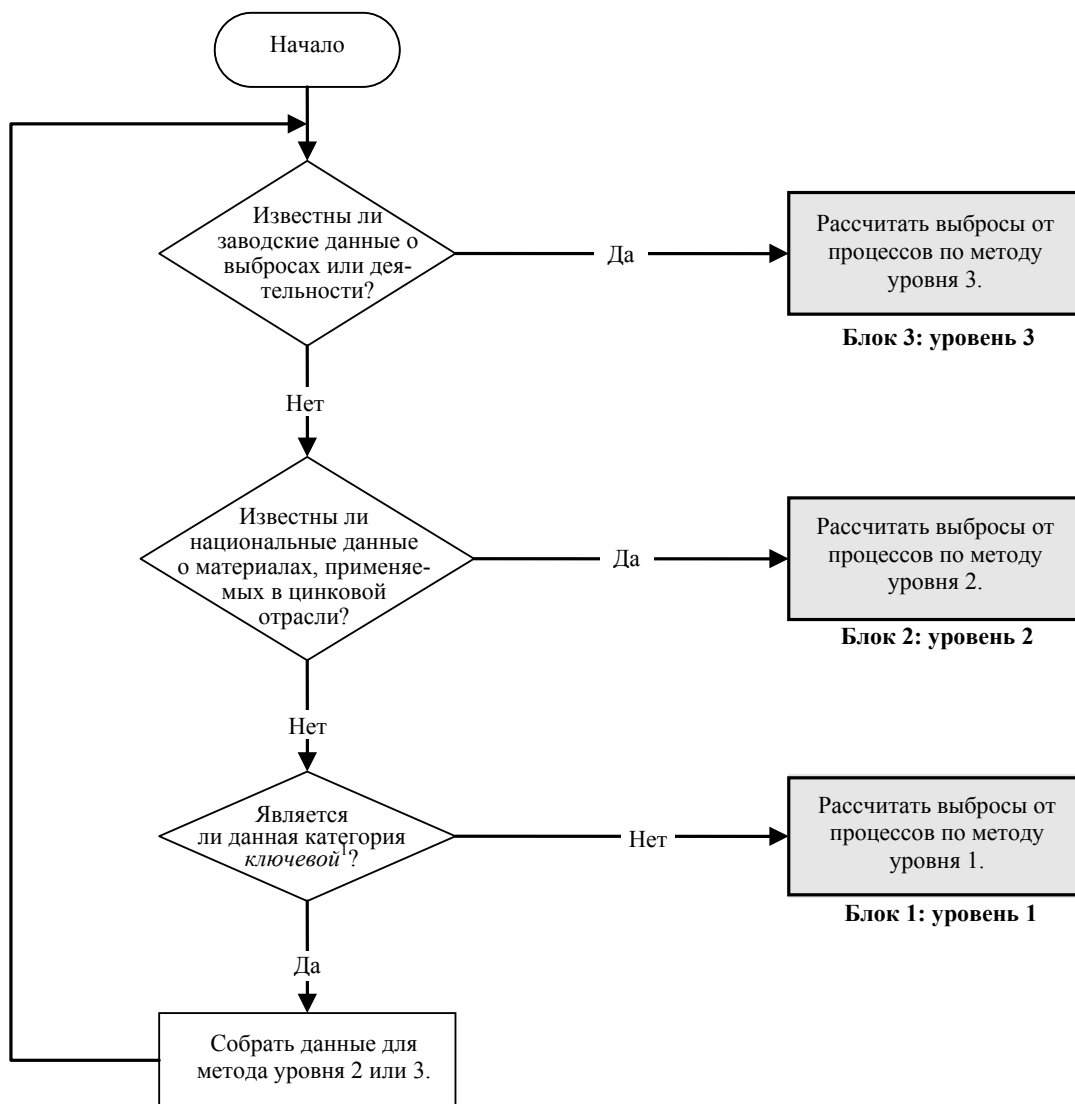 Начало
Известны ли
заводские данные о
выбросах или дея-
тельности?
Да
Рассчитать выбросы от
процессов по методу
уровня 3.
Блок 3: уровень 3
Нет
Известны ли
национальные данные
о материалах, применяе-
мых в цинковой
отрасли?
Да
Рассчитать выбросы от
процессов по методу
уровня 2.
Блок 2: уровень 2
Нет
Является
ли данная категория
ключевой¹?
Нет
Рассчитать выбросы от
процессов по методу
уровня 1.
Блок 1: уровень 1
Да
Собрать данные для
метода уровня 2 или 3.